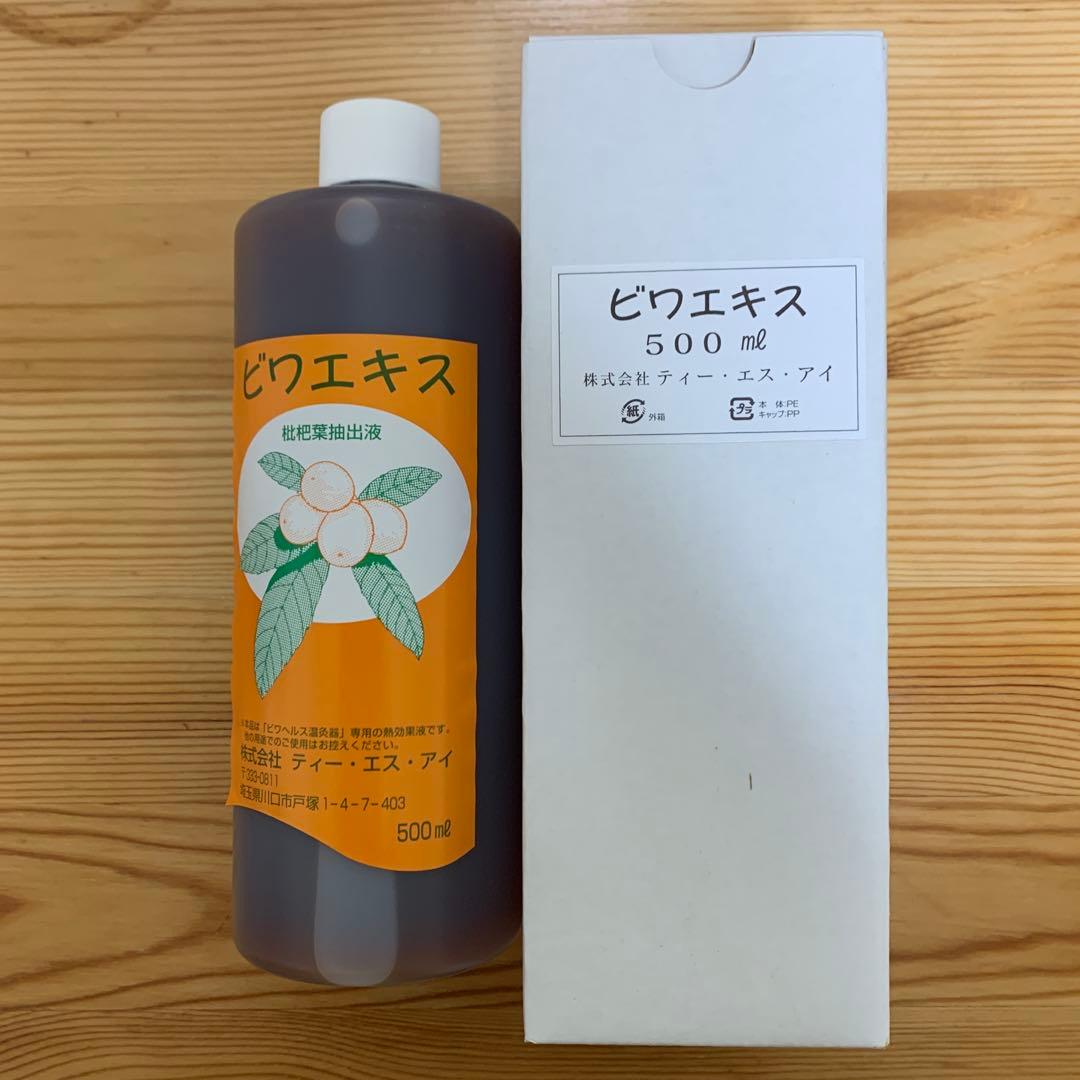 ビワエキス
枇杷葉抽出液
※本品は「ビワヘルス温灸器」専用の熱効果液です。
他の用途でのご使用はお控えください。
株式会社 ティー・エス・アイ
〒333-0811
埼玉県川口市戸塚1-4-7-403
500㎖
ビワエキス
500 ㎖
株式会社 ティー・エス・アイ
紙 外箱
プラ 本体:PE
キャップ:PP